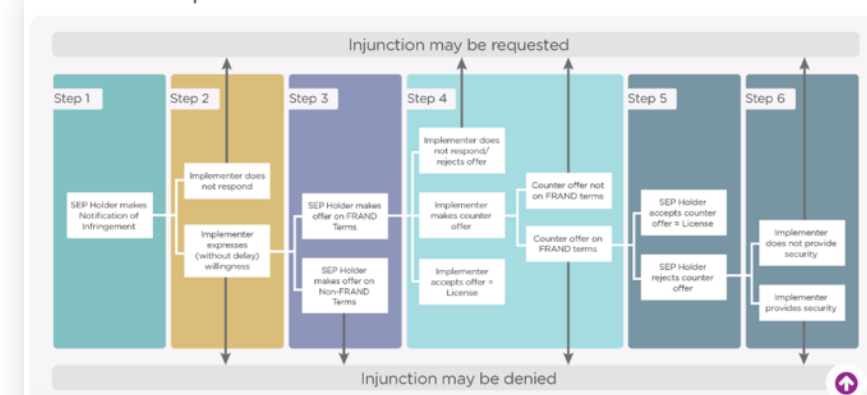 Injunction may be requested
Step 1
Step 2
Step 3
Step 4
Step 5
Step 6
SEP Holder makes
Notification of
Infringement
Implementer does
not respond
Implementer
expresses
(without delay)
willingness
SEP Holder makes
offer on FRAND
Terms
SEP Holder
makes offer on
Non-FRAND
Terms
Implementer does
not respond/
rejects offer
Implementer
makes counter
offer
Implementer
accepts offer =
License
Counter offer not
on FRAND terms
Counter offer on
FRAND terms
SEP Holder
accepts counter
offer = License
SEP Holder
rejects counter
offer
Implementer
does not provide
security
Implementer
provides security
Injunction may be denied